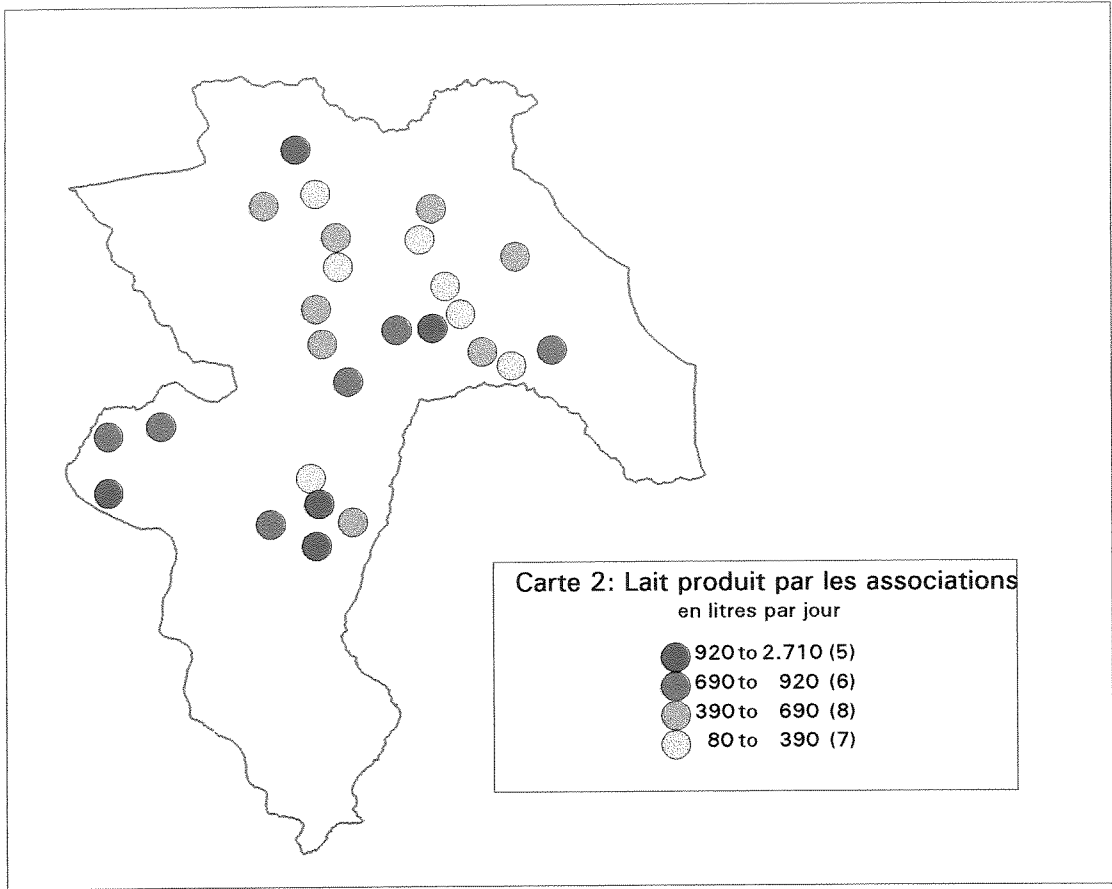 Carte 2: Lait produit par les associations
en litres par jour
920 to 2.710 (5)
690 to 920 (6)
390 to 690 (8)
80 to 390 (7)